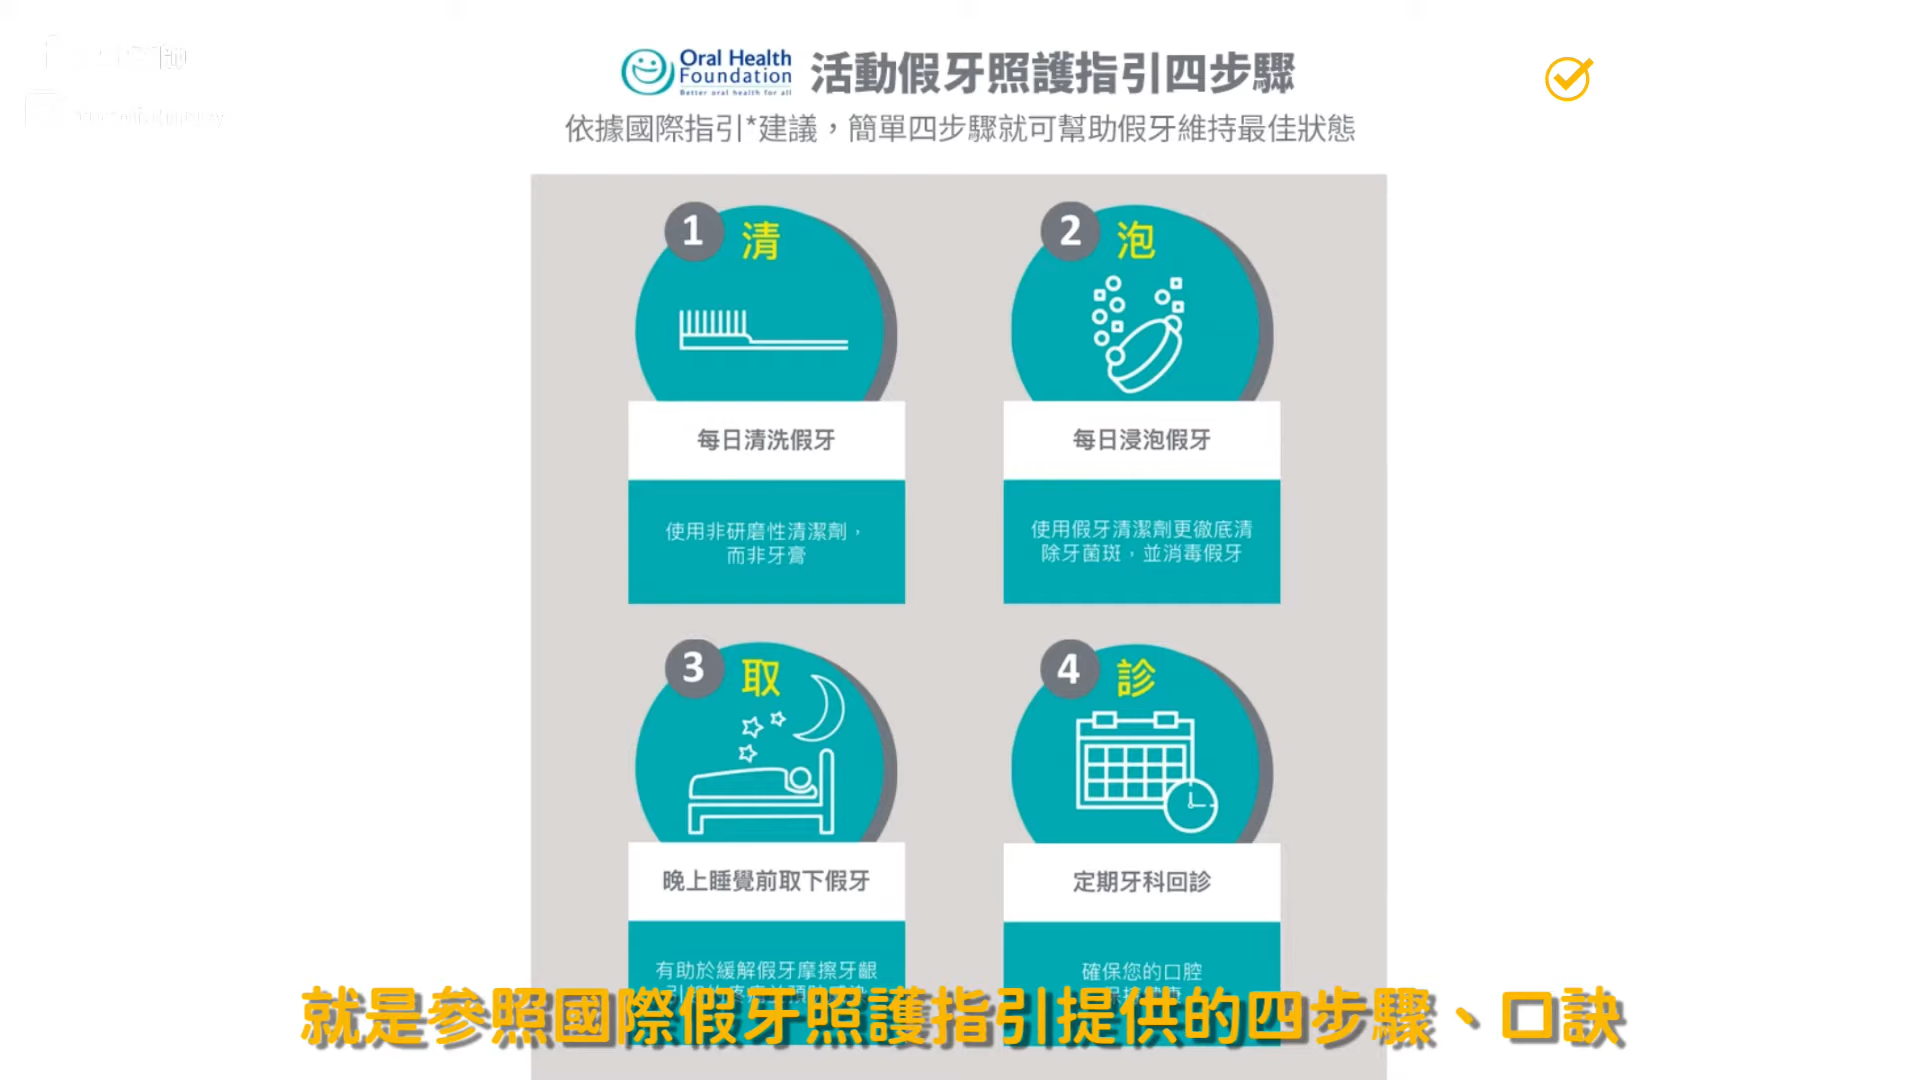 Oral Health
Foundation
Better oral health for all
活動假牙照護指引四步驟
依據國際指引*建議，簡單四步驟就可幫助假牙維持最佳狀態
1 清
每日清洗假牙
使用非研磨性清潔劑，
而非牙膏
2 泡
每日浸泡假牙
使用假牙清潔劑更徹底清
除牙菌斑，並消毒假牙
3 取
晚上睡覺前取下假牙
有助於緩解假牙摩擦牙齦
4 診
定期牙科回診
確保您的口腔
就是參照國際假牙照護指引提供的四步驟、口訣